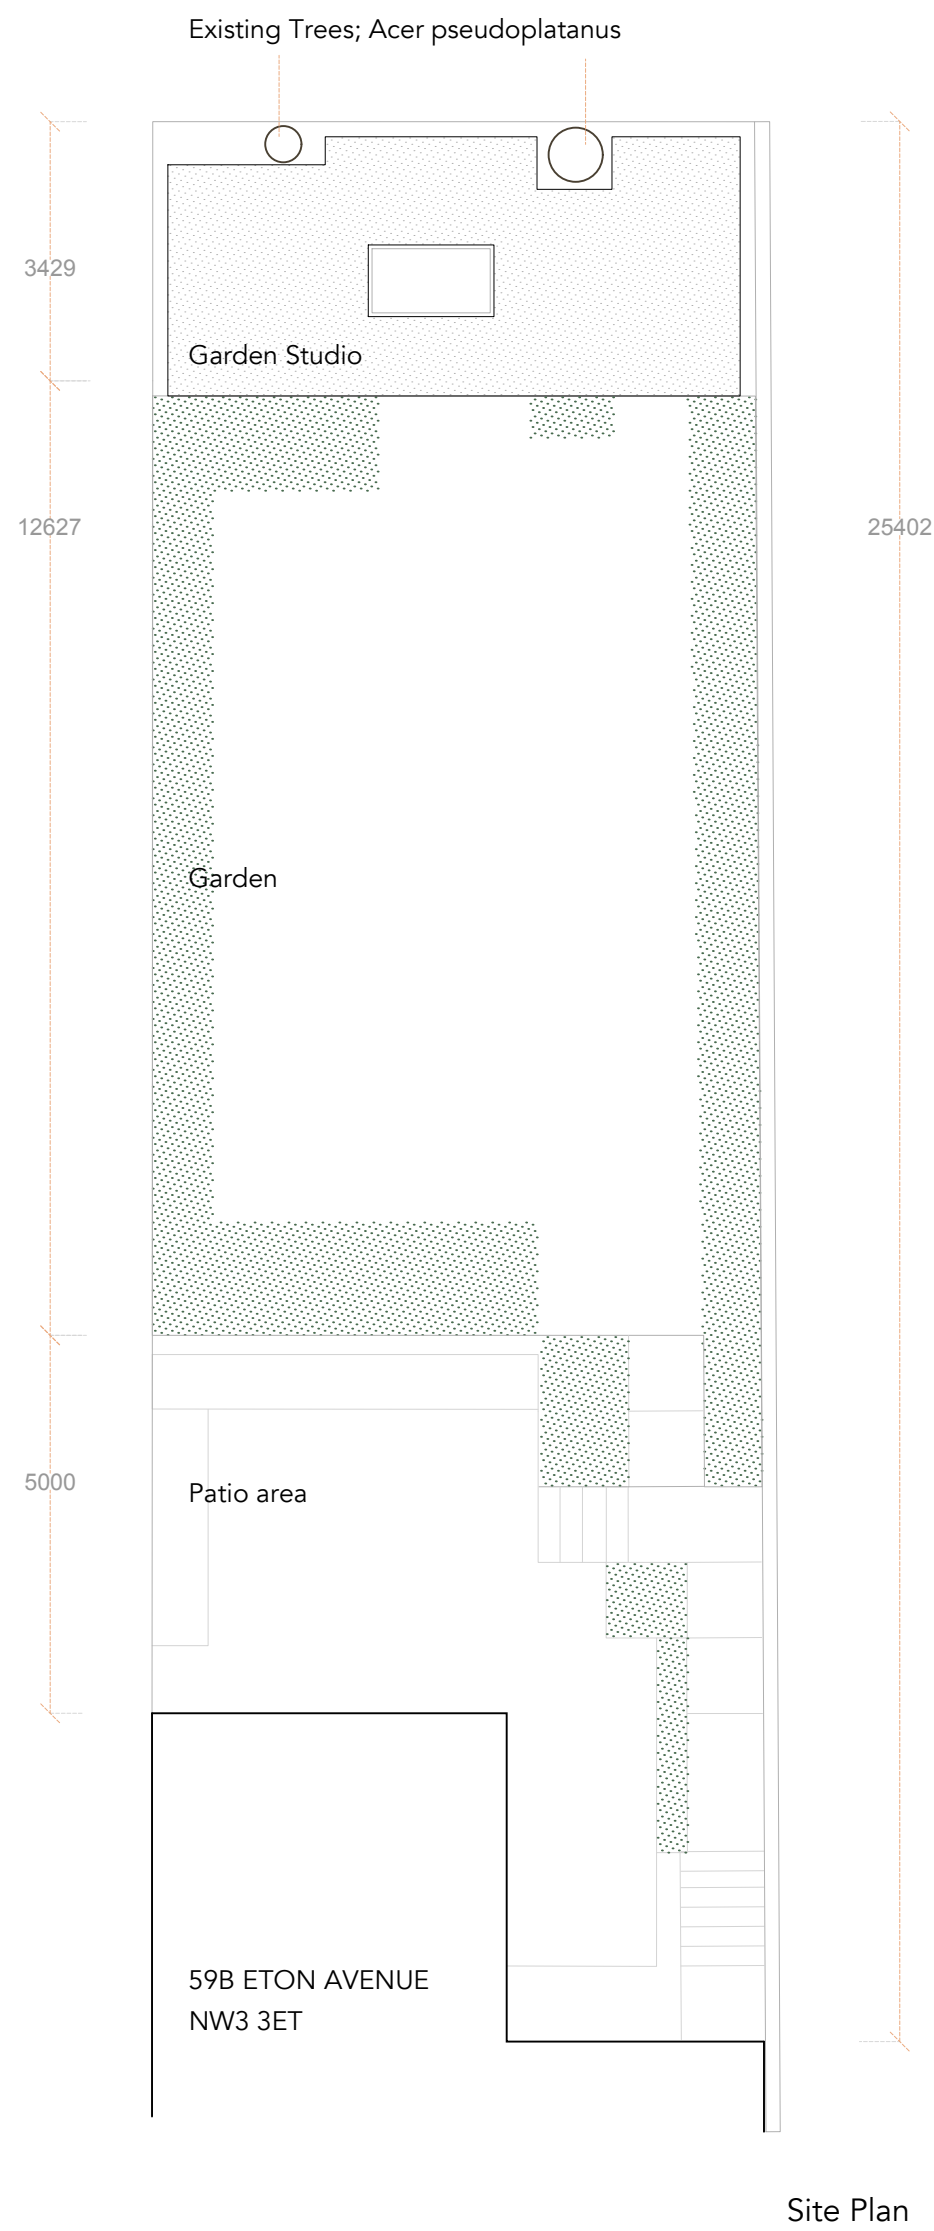 Existing Trees; Acer pseudoplatanus
3429
Garden Studio
12627
25402
Garden
5000
Patio area
59B ETON AVENUE
NW3 3ET
Site Plan